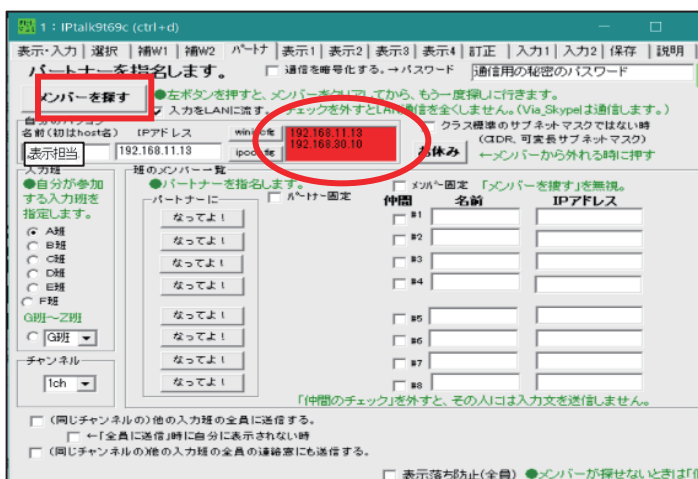 1 : IPtalk9t69c (ctrl+d)
表示・入力 選択 補W1 補W2 パートナ 表示1 表示2 表示3 表示4 訂正 入力1 入力2 保存 説明
パートナーを指名します。 通信を暗号化する。→パスワード 通信用の秘密のパスワード
メンバーを探す ●左ボタンを押すと、メンバーをクリアしてから、もう一度探しに行きます。
入力をLANに流す。 チェックを外すとLAN通信を全くしません。(Via_Skypeは通信します。)
自分のパソコン
名前(初はhost名) IPアドレス 192.168.11.13 クラス標準のサブネットマスクではない時
表示担当 192.168.11.13 192.168.30.10 (CIDR, 可変長サブネットマスク)
お休み ←メンバーから外れる時に押す
入力班 班のメンバー一覧
●自分が参加する入力班を指定します。
●パートナーを指名します。 メンバー固定 「メンバーを捜す」を無視。
パートナーに パートナー固定 仲間 名前 IPアドレス
A班 なってよ! #1
B班 なってよ! #2
C班 なってよ! #3
D班 なってよ! #4
E班
F班 なってよ! #5
G班~Z班 なってよ! #6
G班 なってよ! #7
チャンネル なってよ! #8
1ch
「仲間のチェック」を外すと、その人には入力文を送信しません。
(同じチャンネルの)他の入力班の全員に送信する。
←「全員に送信」時に自分に表示されない時
(同じチャンネルの)他の入力班の全員の連絡窓にも送信する。
表示落ち防止(全員) ●メンバーが探せないときは